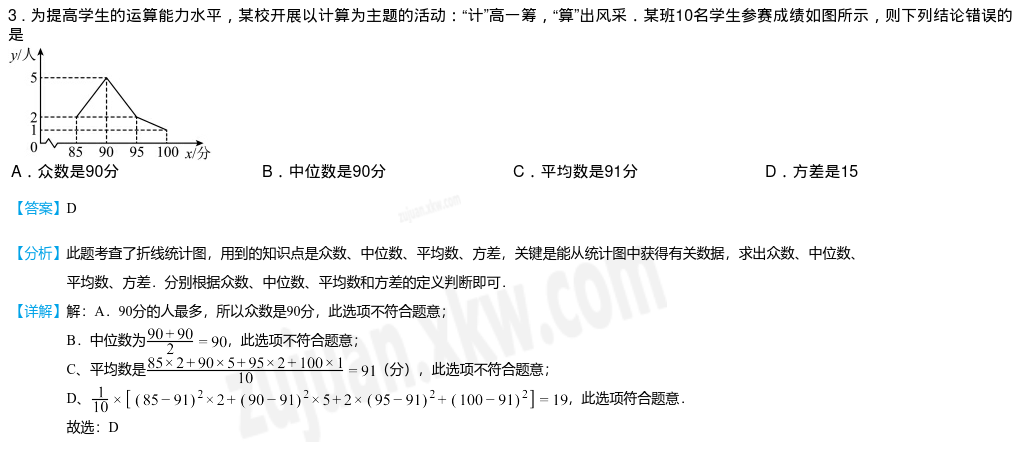 3．为提高学生的运算能力水平，某校开展以计算为主题的活动：“计”高一筹，“算”出风采．某班10名学生参赛成绩如图所示，则下列结论错误的
是
y/人
5
2
1
0 85 90 95 100 x/分
A．众数是90分 B．中位数是90分 C．平均数是91分 D．方差是15
【答案】D
【分析】此题考查了折线统计图，用到的知识点是众数、中位数、平均数、方差，关键是能从统计图中获得有关数据，求出众数、中位数、
平均数、方差．分别根据众数、中位数、平均数和方差的定义判断即可．
【详解】解：A．90分的人最多，所以众数是90分，此选项不符合题意；
B．中位数为\frac{90+90}{2}=90，此选项不符合题意；
C、平均数是\frac{85×2+90×5+95×2+100×1}{10}=91（分），此选项不符合题意；
D、\frac{1}{10}×[(85−91)²×2+(90−91)²×5+2×(95−91)²+(100−91)²]=19，此选项符合题意．
故选：D
zujuan.xkw.com
zujuan.xkw.com